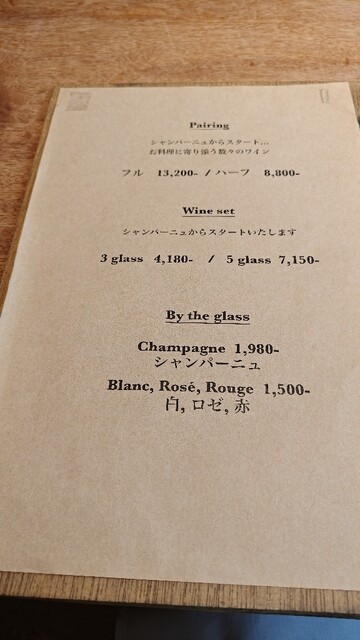 Pairing
シャンパーニュからスタート...
お料理に寄り添う数々のワイン
フル 13,200- / ハーフ 8,800-
Wine set
シャンパーニュからスタートいたします
3 glass 4,180- / 5 glass 7,150-
By the glass
Champagne 1,980-
シャンパーニュ
Blanc, Rosé, Rouge 1,500-
白, ロゼ, 赤